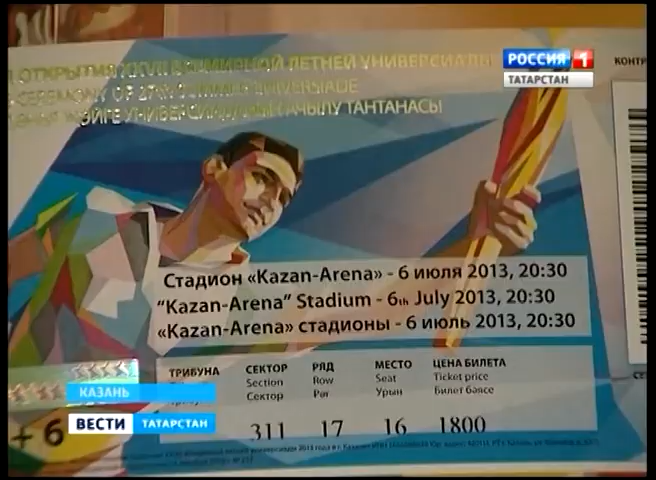 ОТКРЫТИЯ XXVII ВСЕМИРНОЙ ЛЕТНЕЙ УНИВЕРСИАДЫ
CEREMONY OF 27th SUMMER UNIVERSIADE
УНИВЕРСИАДАНЫ АЧЫЛУ ТАНТАНАСЫ
РОССИЯ 1
ТАТАРСТАН
КОНТР
Стадион «Kazan-Arena» - 6 июля 2013, 20:30
“Kazan-Arena” Stadium - 6th July 2013, 20:30
«Kazan-Arena» стадионы - 6 июль 2013, 20:30
ТРИБУНА СЕКТОР РЯД МЕСТО ЦЕНА БИЛЕТА
Section Row Seat Ticket price
Сектор Рәт Урын Билет бәясе
311 17 16 1800
КАЗАНЬ
ВЕСТИ ТАТАРСТАН
+ 6